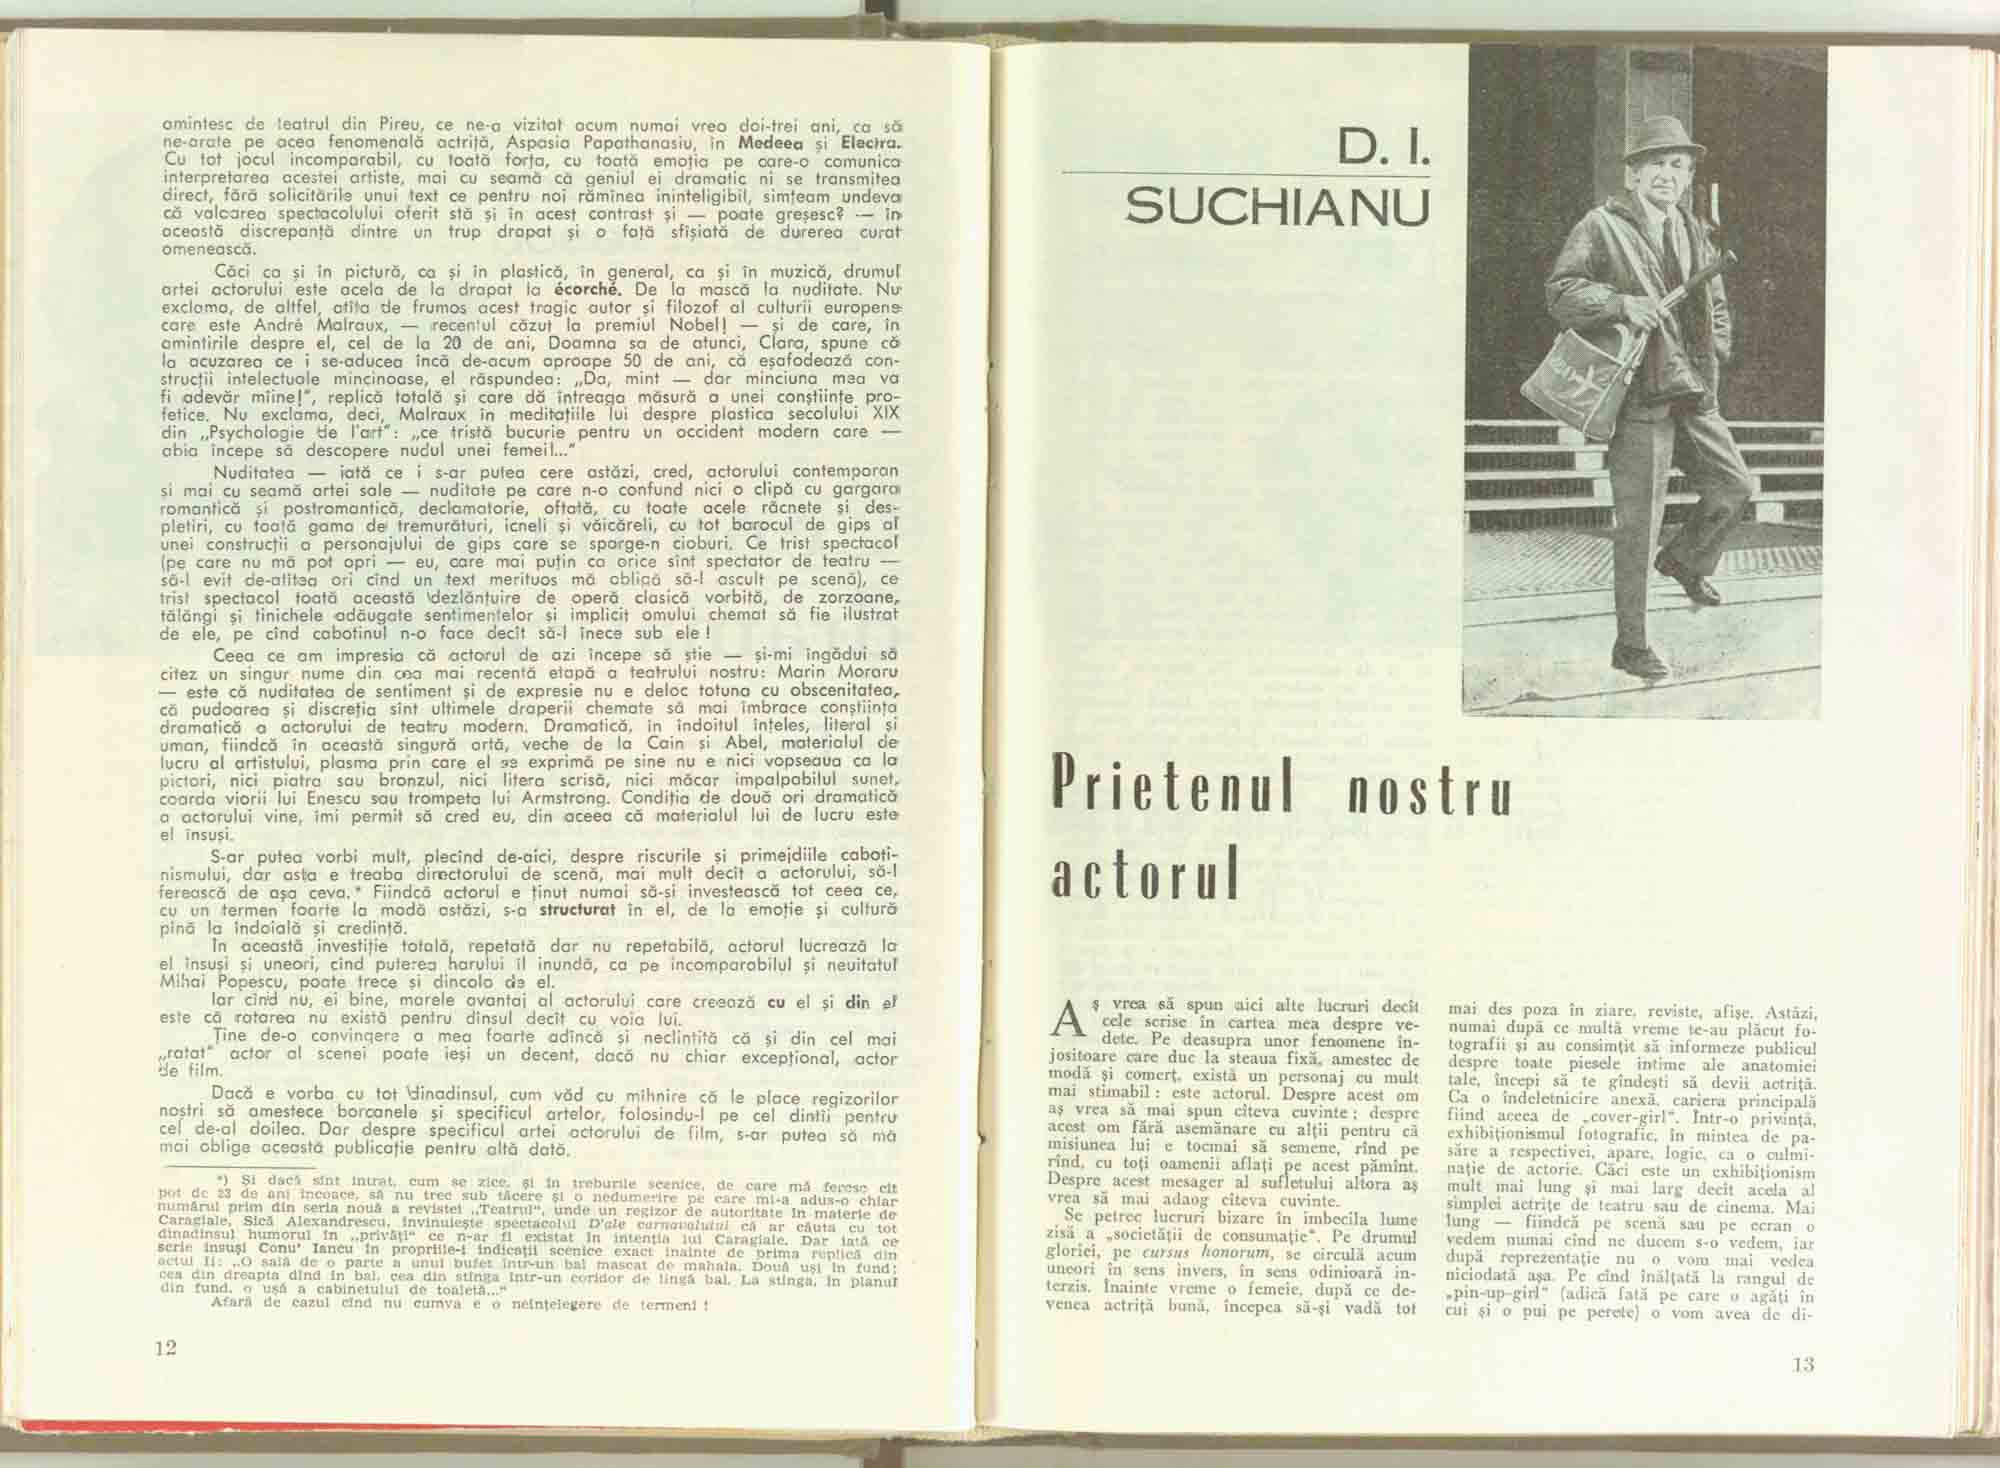 amintesc de teatrul din Pireu, ce ne-a vizitat acum numai vreo doi-trei ani, ca să
ne-arate pe acea fenomenală actriță, Aspasia Papathanasiu, în Medeea și Electra.
Cu tot jocul incomparabil, cu toată forța, cu toată emoția pe care-o comunica
interpretarea acestei artiste, mai cu seamă că geniul ei dramatic ni se transmitea
direct, fără solicitările unui text ce pentru noi rămînea ininteligibil, simțeam undeva
că valoarea spectacolului oferit stă și în acest contrast și — poate greșesc? — în
această discrepanță dintre un trup drapat și o față sfîșiată de durerea curat
omenească.
Căci ca și în pictură, ca și în plastică, în general, ca și în muzică, drumul
artei actorului este acela de la drapat la écorché. De la mască la nuditate. Nu
exclama, de altfel, atîta de frumos acest tragic autor și filozof al culturii europene
care este André Malraux, — recentul căzut la premiul Nobel! — și de care, în
amintirile despre el, cel de la 20 de ani, Doamna sa de atunci, Clara, spune că
la acuzarea ce i se-aducea încă de-acum aproape 50 de ani, că eșafodează con-
strucții intelectuale mincinoase, el răspundea: „Da, mint — dar minciuna mea va
fi adevăr mîine!", replică totală și care dă întreaga măsură a unei conștiințe pro-
fetice. Nu exclama, deci, Malraux în meditațiile lui despre plastica secolului XIX
din „Psychologie de l'art": „ce tristă bucurie pentru un occident modern care —
abia începe să descopere nudul unei femei!..."
Nuditatea — iată ce i s-ar putea cere astăzi, cred, actorului contemporan
și mai cu seamă artei sale — nuditate pe care n-o confund nici o clipă cu gargara
romantică și postromantică, declamatorie, oftată, cu toate acele răcnete și des-
pletiri, cu toată gama de tremurături, icneli și văicăreli, cu tot barocul de gips al
unei construcții a personajului de gips care se sparge-n cioburi. Ce trist spectacol
(pe care nu mă pot opri — eu, care mai puțin ca orice sînt spectator de teatru —
să-l evit de-atîtea ori cînd un text merituos mă obligă să-l ascult pe scenă), ce
trist spectacol toată această dezlănțuire de operă clasică vorbită, de zorzoane,
tălăngi și tinichele adăugate sentimentelor și implicit omului chemat să fie ilustrat
de ele, pe cînd cabotinul n-o face decît să-l înece sub ele !
Ceea ce am impresia că actorul de azi începe să știe — și-mi îngădui să
citez un singur nume din cea mai recentă etapă a teatrului nostru: Marin Moraru
— este că nuditatea de sentiment și de expresie nu e deloc totuna cu obscenitatea,
că pudoarea și discreția sînt ultimele draperii chemate să mai îmbrace conștiința
dramatică a actorului de teatru modern. Dramatică, în îndoitul înțeles, literal și
uman, fiindcă în această singură artă, veche de la Cain și Abel, materialul de
lucru al artistului, plasma prin care el se exprimă pe sine nu e nici vopseaua ca la
pictori, nici piatra sau bronzul, nici litera scrisă, nici măcar impalpabilul sunet,
coarda viorii lui Enescu sau trompeta lui Armstrong. Condiția de două ori dramatică
a actorului vine, îmi permit să cred eu, din aceea că materialul lui de lucru este
el însuși.
S-ar putea vorbi mult, plecînd de-aici, despre riscurile și primejdiile caboti-
nismului, dar asta e treaba directorului de scenă, mai mult decît a actorului, să-l
ferească de așa ceva.* Fiindcă actorul e ținut numai să-și investească tot ceea ce,
cu un termen foarte la modă astăzi, s-a structurat în el, de la emoție și cultură
pînă la îndoială și credință.
În această investiție totală, repetată dar nu repetabilă, actorul lucrează la
el însuși și uneori, cînd puterea harului îl inundă, ca pe incomparabilul și neuitatul
Mihai Popescu, poate trece și dincolo de el.
Iar cînd nu, ei bine, marele avantaj al actorului care creează cu el și din el
este că ratarea nu există pentru dînsul decît cu voia lui.
Ține de-o convingere a mea foarte adîncă și neclintită că și din cel mai
„ratat" actor al scenei poate ieși un decent, dacă nu chiar excepțional, actor
de film.
Dacă e vorba cu tot dinadinsul, cum văd cu mihnire că le place regizorilor
noștri să amestece borcanele și specificul artelor, folosindu-l pe cel dintîi pentru
cel de-al doilea. Dar despre specificul artei actorului de film, s-ar putea să mă
mai oblige această publicație pentru altă dată.
*) Și dacă sînt intrat, cum se zice, și în treburile scenice, de care mă feresc cît
pot de 23 de ani încoace, să nu trec sub tăcere și o nedumerire pe care mi-a adus-o chiar
numărul prim din seria nouă a revistei „Teatrul", unde un regizor de autoritate în materie de
Caragiale, Sică Alexandrescu, învinuiește spectacolul D'ale carnavalului că ar căuta cu tot
dinadinsul humorul în „privăți" ce n-ar fi existat în intenția lui Caragiale. Dar iată ce
scrie însuși Conu' Iancu în propriile-i indicații scenice exact înainte de prima replică din
actul II: „O sală de o parte a unui bufet într-un bal mascat de mahala. Două uși în fund:
cea din dreapta dînd în bal, cea din stînga într-un coridor de lîngă bal. La stînga, în planul
din fund, o ușă a cabinetului de toaletă..."
Afară de cazul cînd nu cumva e o neînțelegere de termeni !
12
D. I.
SUCHIANU
Prietenul nostru
actorul
Aș vrea să spun aici alte lucruri decît
cele scrise în cartea mea despre ve-
dete. Pe deasupra unor fenomene în-
jositoare care duc la steaua fixă, amestec de
modă și comerț, există un personaj cu mult
mai stimabil : este actorul. Despre acest om
aș vrea să mai spun cîteva cuvinte ; despre
acest om fără asemănare cu alții pentru că
misiunea lui e tocmai să semene, rînd pe
rînd, cu toți oamenii aflați pe acest pămînt.
Despre acest mesager al sufletului altora aș
vrea să mai adaog cîteva cuvinte.
Se petrec lucruri bizare în imbecila lume
zisă a „societății de consumație". Pe drumul
gloriei, pe cursus honorum, se circulă acum
uneori în sens invers, în sens odinioară in-
terzis. Înainte vreme o femeie, după ce de-
venea actriță bună, începea să-și vadă tot
mai des poza în ziare, reviste, afișe. Astăzi,
numai după ce multă vreme te-au plăcut fo-
tografii și au consimțit să informeze publicul
despre toate piesele intime ale anatomiei
tale, începi să te gîndești să devii actriță.
Ca o îndeletnicire anexă, cariera principală
fiind aceea de „cover-girl". Într-o privință,
exhibiționismul fotografic, în mintea de pa-
săre a respectivei, apare, logic, ca o culmi-
nație de actorie. Căci este un exhibiționism
mult mai lung și mai larg decît acela al
simplei actrițe de teatru sau de cinema. Mai
lung — fiindcă pe scenă sau pe ecran o
vedem numai cînd ne ducem s-o vedem, iar
după reprezentație nu o vom mai vedea
niciodată așa. Pe cînd înălțată la rangul de
„pin-up-girl" (adică fată pe care o agăți în
cui și o pui pe perete) o vom avea de di-
13